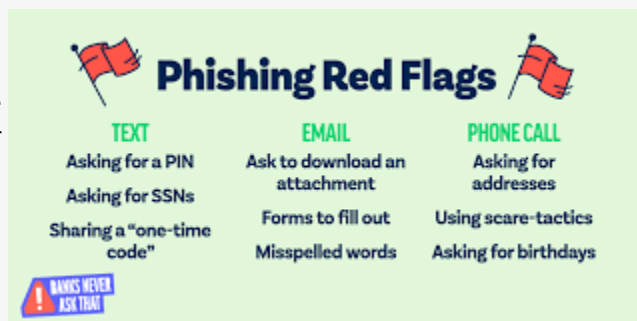 Phishing Red Flags
TEXT
Asking for a PIN
Asking for SSNs
Sharing a “one-time
code”
EMAIL
Ask to download an
attachment
Forms to fill out
Misspelled words
PHONE CALL
Asking for
addresses
Using scare-tactics
Asking for birthdays
BANKS NEVER
ASK THAT